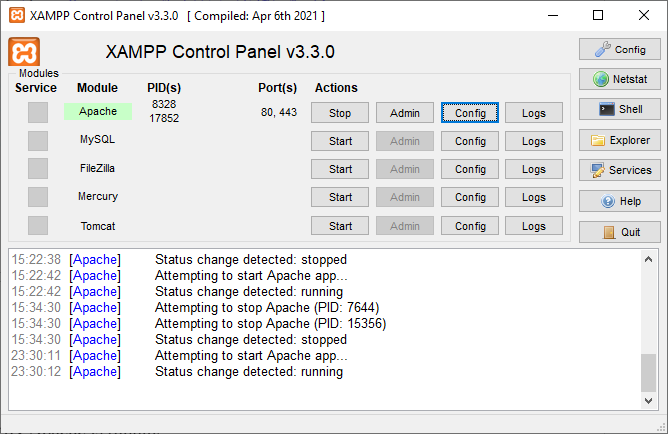 XAMPP Control Panel v3.3.0 [ Compiled: Apr 6th 2021 ]
XAMPP Control Panel v3.3.0
Config
Modules
Service Module PID(s) Port(s) Actions
Netstat
Apache 8328 17852 80, 443 Stop Admin Config Logs
Shell
MySQL Start Admin Config Logs
Explorer
FileZilla Start Admin Config Logs
Services
Mercury Start Admin Config Logs
Help
Tomcat Start Admin Config Logs
Quit
15:22:38 [Apache] Status change detected: stopped
15:22:42 [Apache] Attempting to start Apache app...
15:22:42 [Apache] Status change detected: running
15:34:30 [Apache] Attempting to stop Apache (PID: 7644)
15:34:30 [Apache] Attempting to stop Apache (PID: 15356)
15:34:30 [Apache] Status change detected: stopped
23:30:11 [Apache] Attempting to start Apache app...
23:30:12 [Apache] Status change detected: running